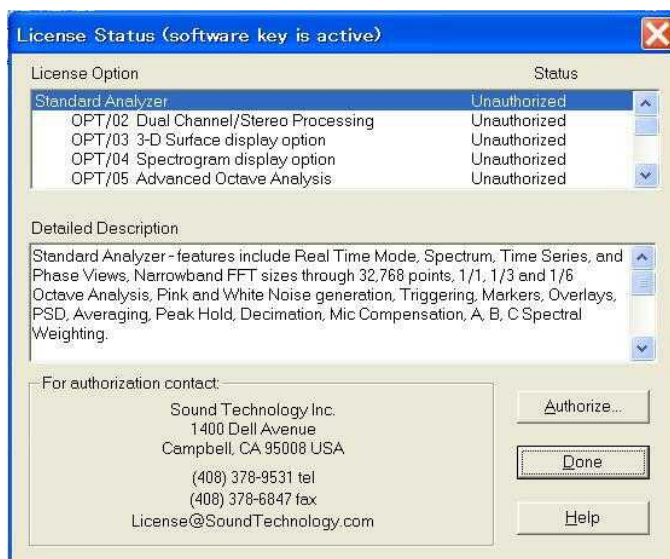 License Status (software key is active)
License Option Status
Standard Analyzer Unauthorized
OPT/02 Dual Channel/Stereo Processing Unauthorized
OPT/03 3-D Surface display option Unauthorized
OPT/04 Spectrogram display option Unauthorized
OPT/05 Advanced Octave Analysis Unauthorized
Detailed Description
Standard Analyzer - features include Real Time Mode, Spectrum, Time Series, and
Phase Views, Narrowband FFT sizes through 32,768 points, 1/1, 1/3 and 1/6
Octave Analysis, Pink and White Noise generation, Triggering, Markers, Overlays,
PSD, Averaging, Peak Hold, Decimation, Mic Compensation, A, B, C Spectral
Weighting.
For authorization contact:
Sound Technology Inc.
1400 Dell Avenue
Campbell, CA 95008 USA
(408) 378-9531 tel
(408) 378-6847 fax
License@SoundTechnology.com
Authorize...
Done
Help